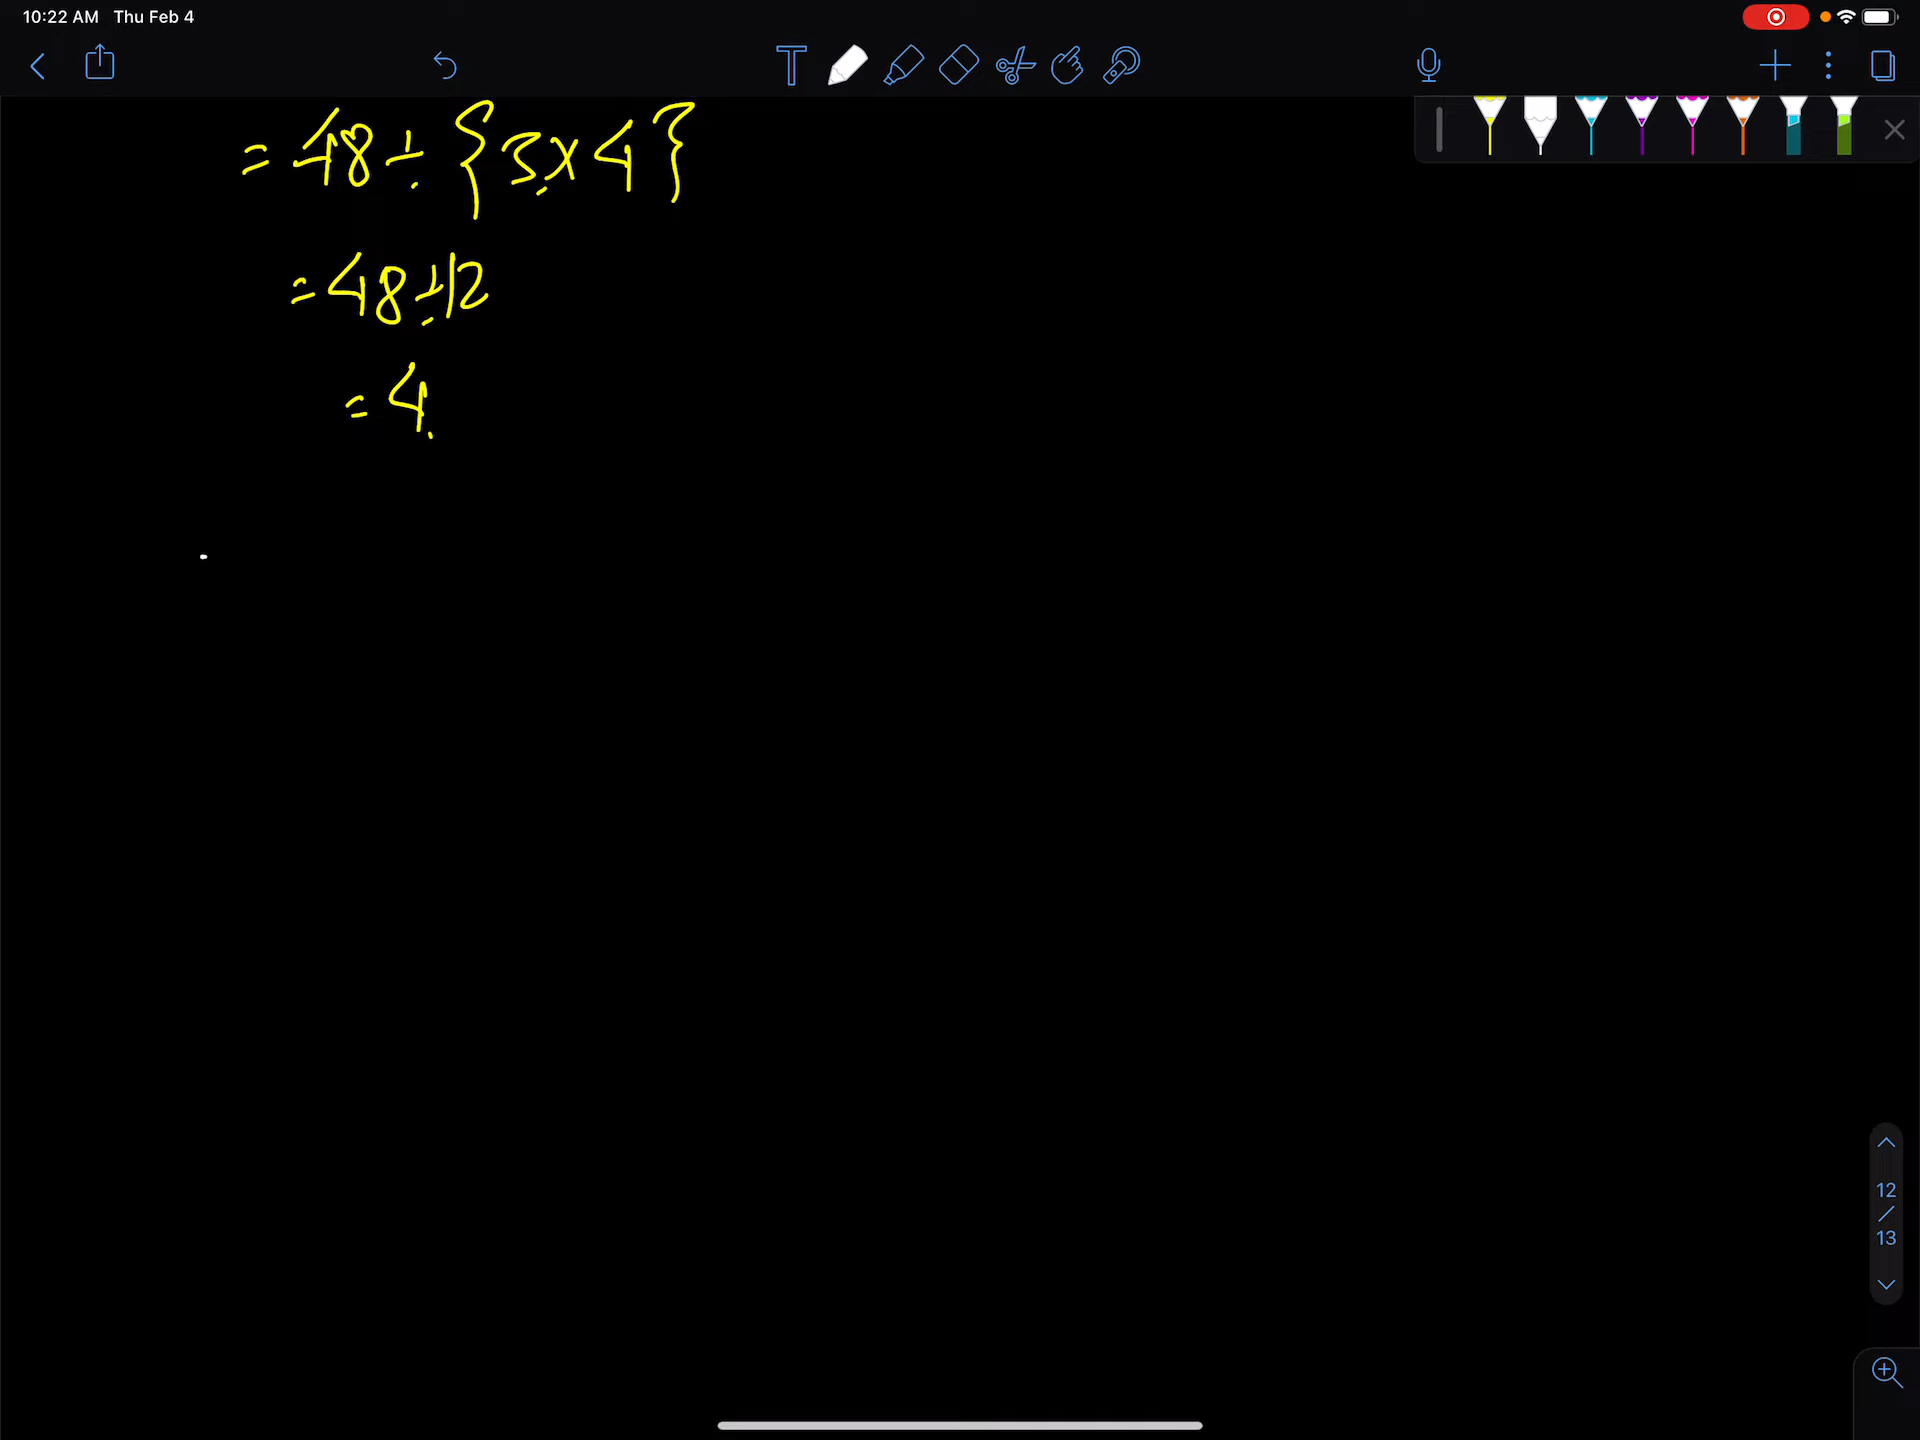 10:22 AM Thu Feb 4
= 48 ÷ {3 × 4}
= 48 ÷ 12
= 4.
12
/
13